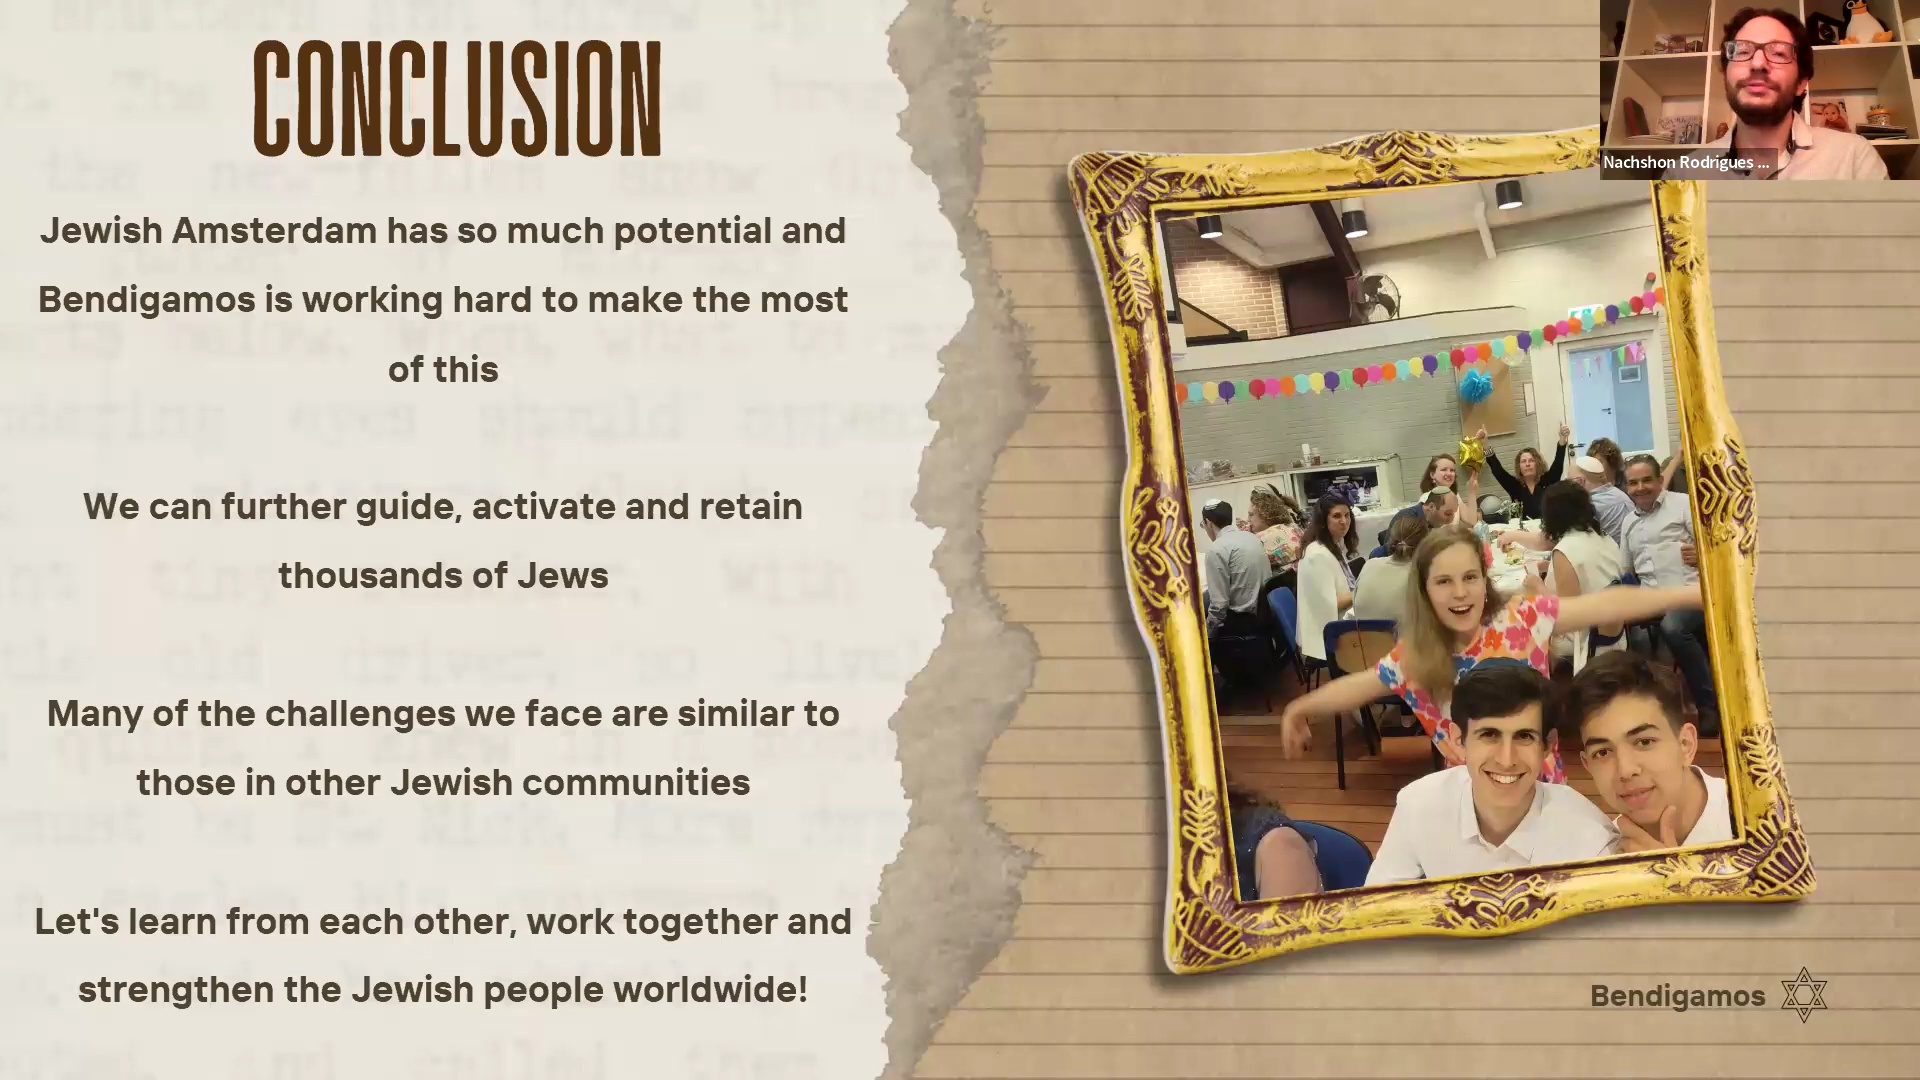 CONCLUSION
Jewish Amsterdam has so much potential and
Bendigamos is working hard to make the most
of this
We can further guide, activate and retain
thousands of Jews
Many of the challenges we face are similar to
those in other Jewish communities
Let's learn from each other, work together and
strengthen the Jewish people worldwide!
Nachshon Rodrigues ...
Bendigamos